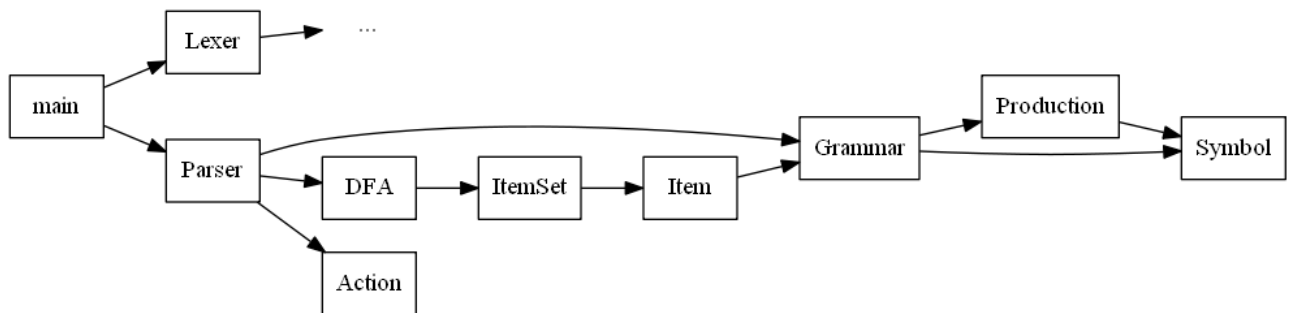 Lexer
...
main
Production
Grammar
Symbol
Parser
DFA
ItemSet
Item
Action